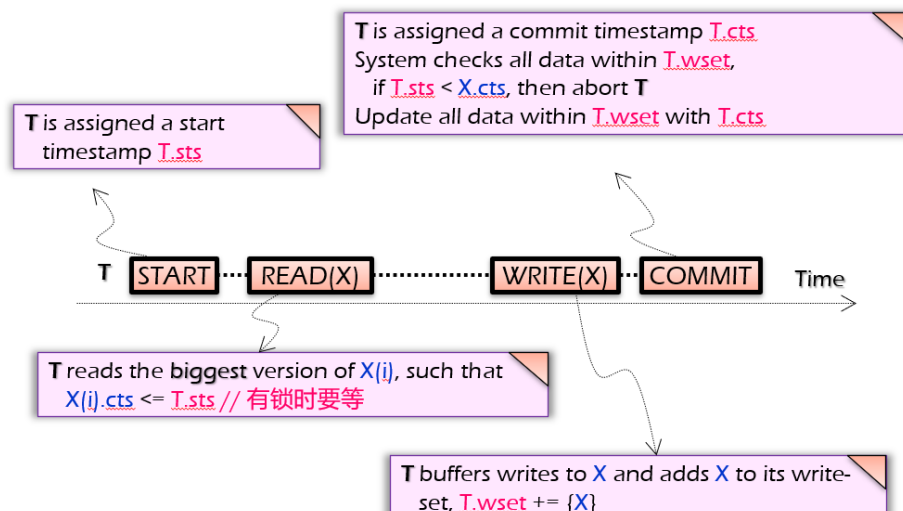 T is assigned a commit timestamp T.cts
System checks all data within T.wset,
if T.sts < X.cts, then abort T
Update all data within T.wset with T.cts
T is assigned a start
timestamp T.sts
T START READ(X) WRITE(X) COMMIT Time
T reads the biggest version of X(i), such that
X(i).cts <= T.sts // 有锁时要等
T buffers writes to X and adds X to its write-
set, T.wset += {X}